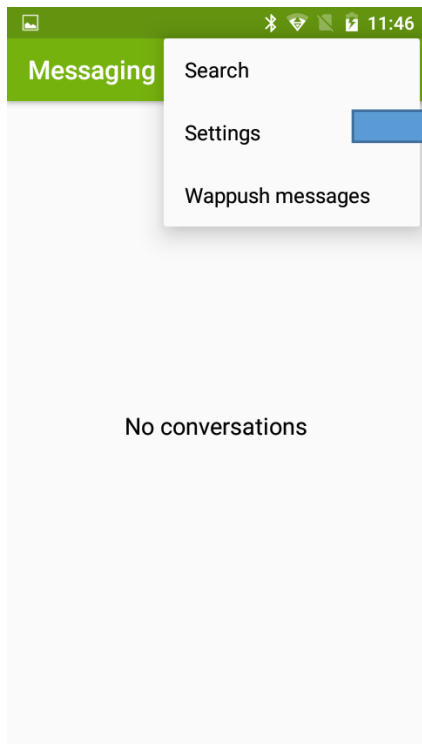 11:46
Messaging
Search
Settings
Wappush messages
No conversations